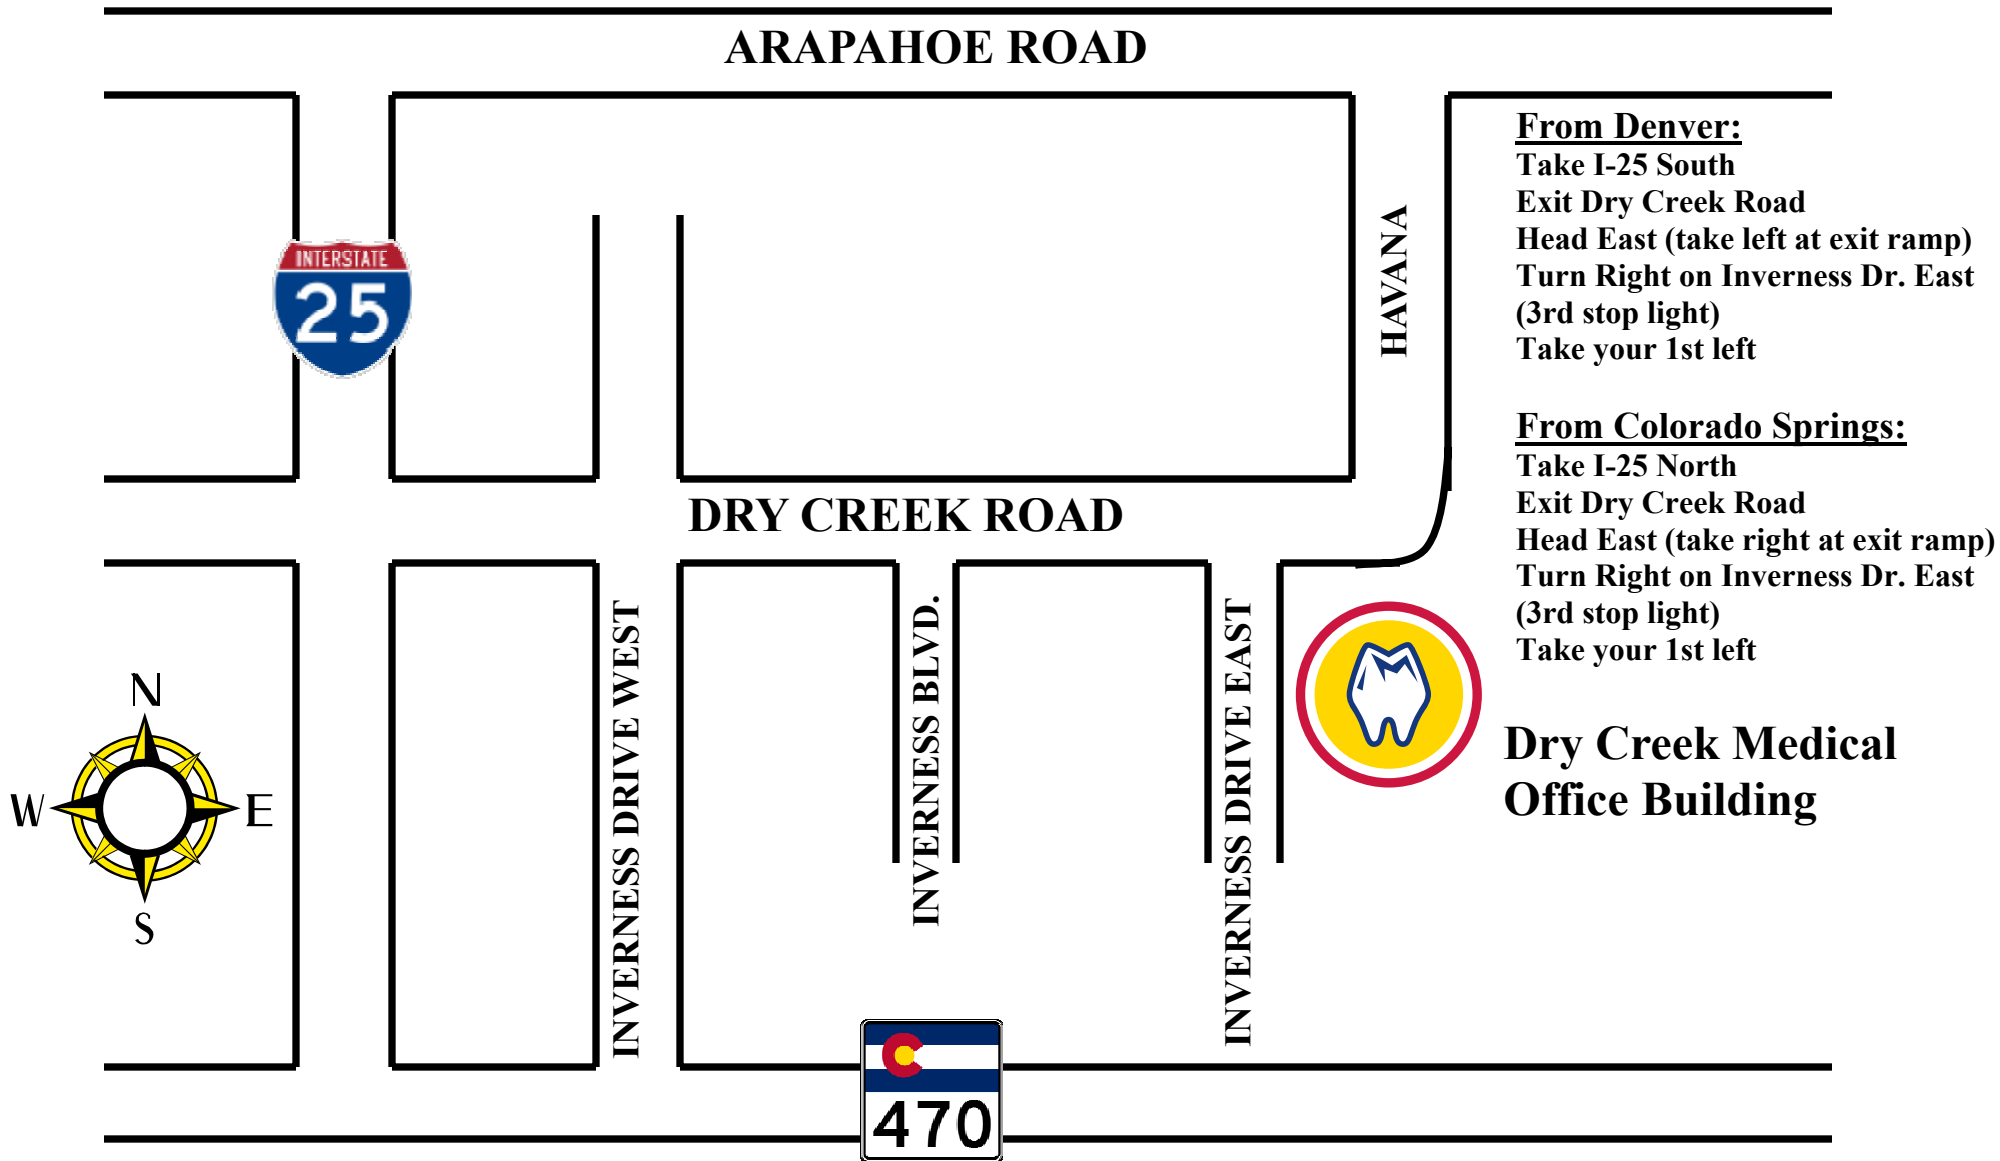 ARAPAHOE ROAD
From Denver:
Take I-25 South
Exit Dry Creek Road
Head East (take left at exit ramp)
Turn Right on Inverness Dr. East
(3rd stop light)
Take your 1st left
INTERSTATE
25
HAVANA
From Colorado Springs:
Take I-25 North
Exit Dry Creek Road
Head East (take right at exit ramp)
Turn Right on Inverness Dr. East
(3rd stop light)
Take your 1st left
DRY CREEK ROAD
INVERNESS DRIVE WEST
INVERNESS BLVD.
INVERNESS DRIVE EAST
Dry Creek Medical
Office Building
N
W
E
S
470